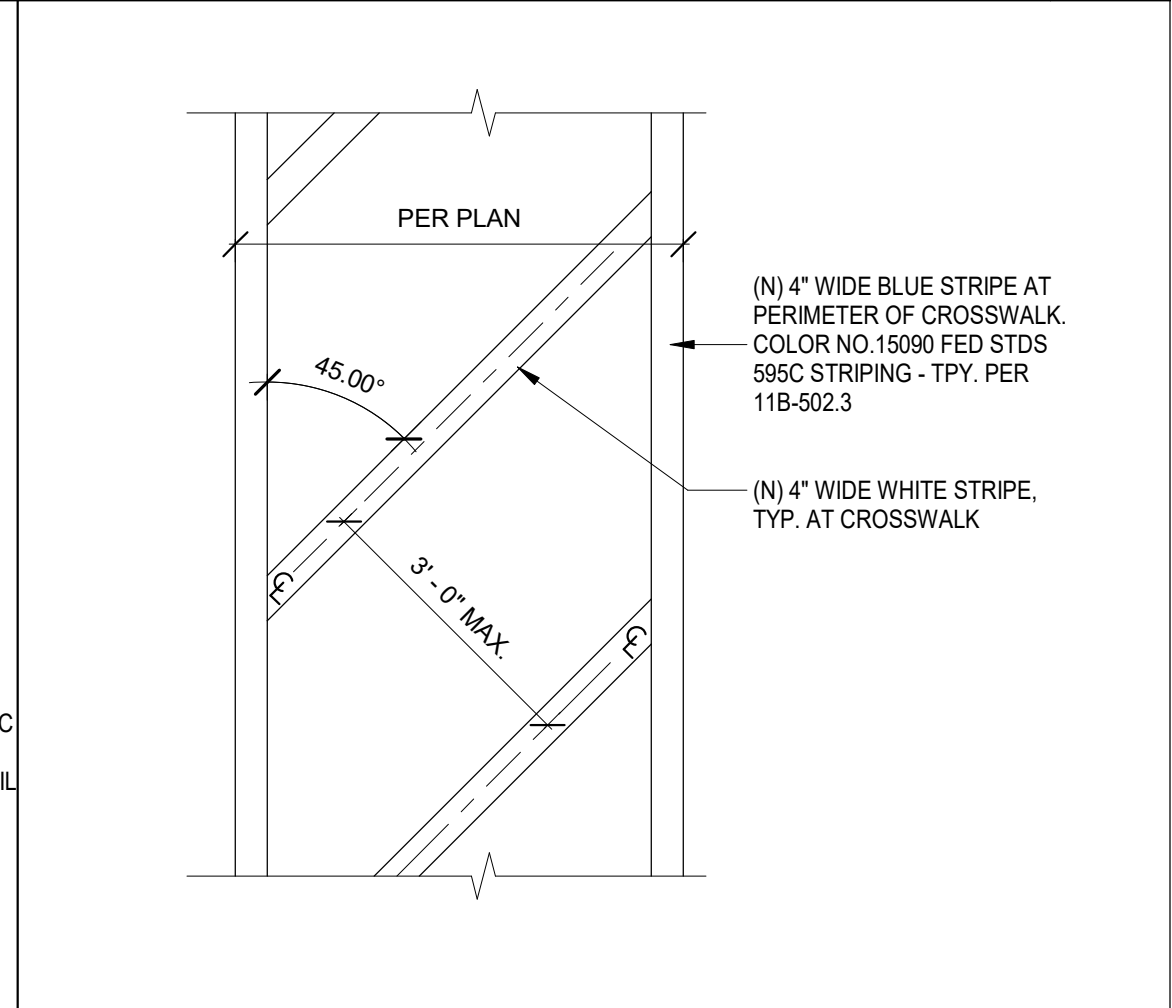 PER PLAN
(N) 4" WIDE BLUE STRIPE AT
PERIMETER OF CROSSWALK.
COLOR NO.15090 FED STDS
595C STRIPING - TPY. PER
11B-502.3
45.00°
(N) 4" WIDE WHITE STRIPE,
TYP. AT CROSSWALK
℄
3' - 0" MAX.
℄
C
IL